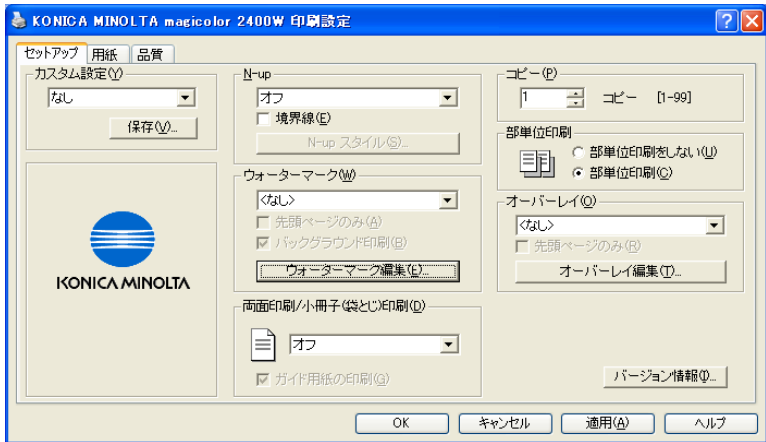 KONICA MINOLTA magicolor 2400W 印刷設定
セットアップ 用紙 品質
カスタム設定(Y)
なし
保存(V)...
KONICA MINOLTA
N-up
オフ
境界線(E)
N-up スタイル(S)...
ウォーターマーク(W)
<なし>
先頭ページのみ(A)
バックグラウンド印刷(B)
ウォーターマーク編集(E)...
両面印刷/小冊子(袋とじ)印刷(D)
オフ
ガイド用紙の印刷(G)
コピー(P)
1 コピー [1-99]
部単位印刷
部単位印刷をしない(U)
部単位印刷(C)
オーバーレイ(O)
<なし>
先頭ページのみ(R)
オーバーレイ編集(T)...
バージョン情報(I)...
OK キャンセル 適用(A) ヘルプ